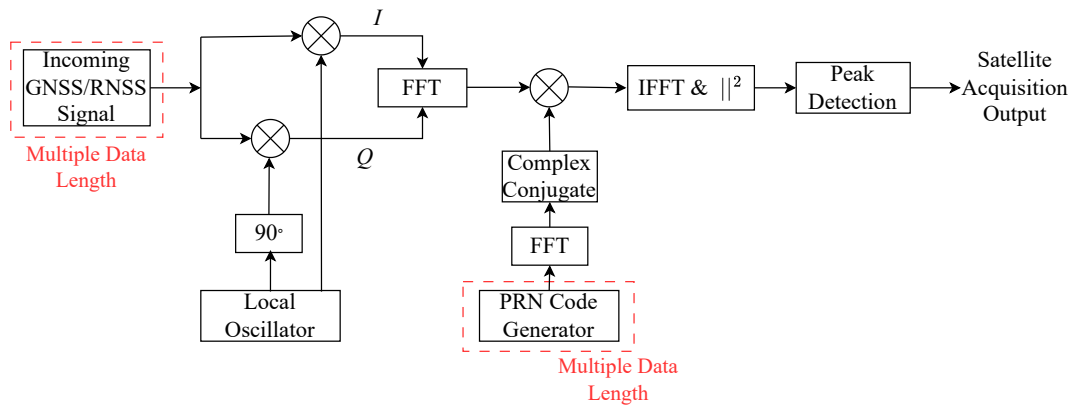 Incoming
GNSS/RNSS
Signal
Multiple Data
Length
I
Q
90°
Local
Oscillator
FFT
Complex
Conjugate
FFT
PRN Code
Generator
Multiple Data
Length
IFFT & ||²
Peak
Detection
Satellite
Acquisition
Output